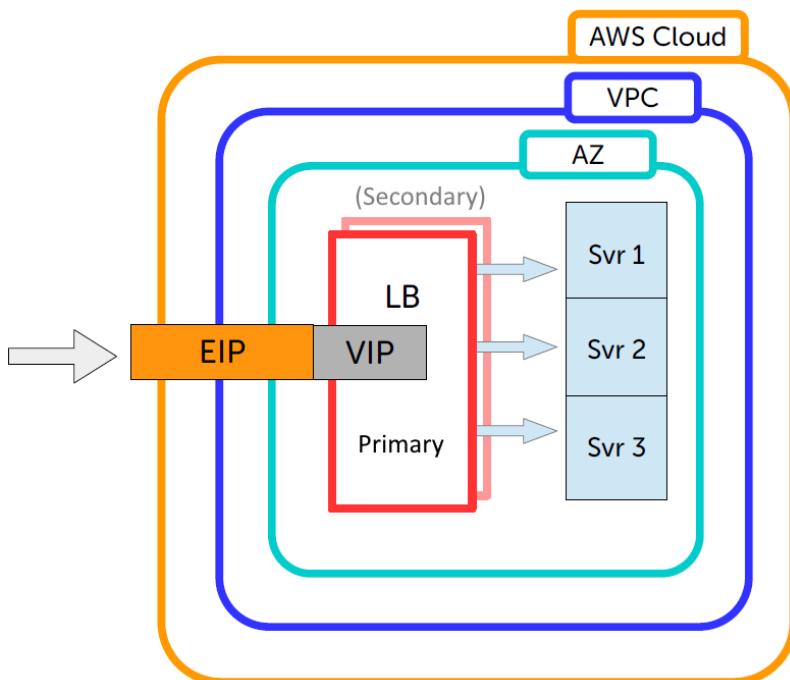 AWS Cloud
VPC
AZ
(Secondary)
LB
EIP
VIP
Primary
Svr 1
Svr 2
Svr 3